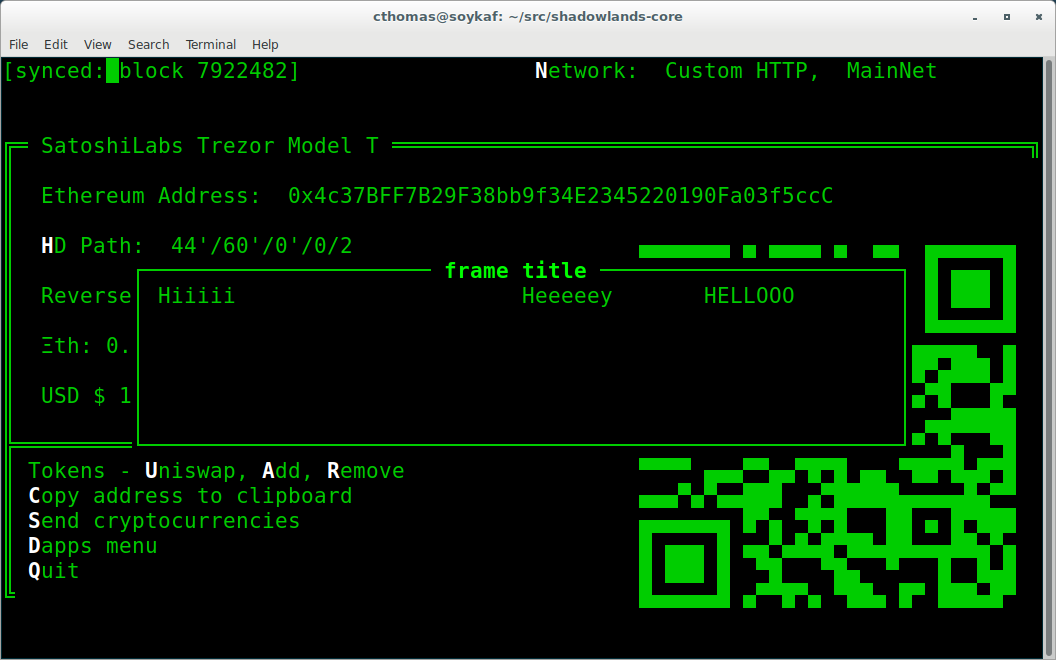 cthomas@soykaf: ~/src/shadowlands-core
File Edit View Search Terminal Help
[synced: block 7922482] Network: Custom HTTP, MainNet
SatoshiLabs Trezor Model T
Ethereum Address: 0x4c37BFF7B29F38bb9f34E2345220190Fa03f5ccC
HD Path: 44'/60'/0'/0/2
frame title
Reverse Hiiiii Heeeeey HELLOOO
Ξth: 0.
USD $ 1
Tokens - Uniswap, Add, Remove
Copy address to clipboard
Send cryptocurrencies
Dapps menu
Quit